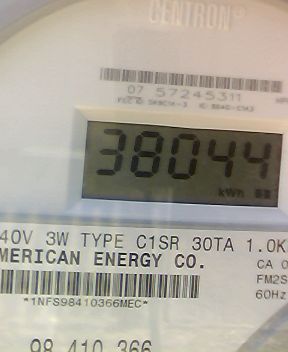 CENTRON®
07 57245311
38044
kWh
40V 3W TYPE C1SR 30TA 1.0K
MERICAN ENERGY CO.
CA 0
FM2S
60Hz
*1NFS98410366MEC*
98 410 366